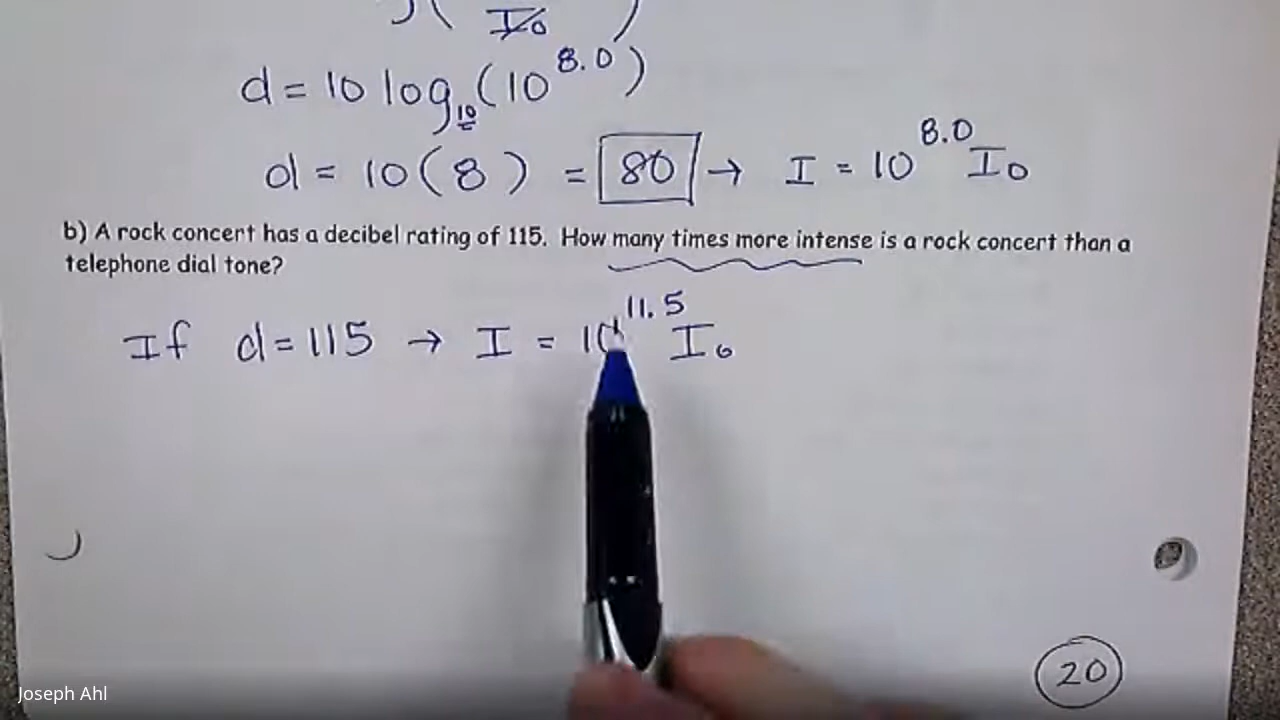 I0
d = 10 log10(10^8.0)
d = 10(8) = 80 → I = 10^8.0 I0
b) A rock concert has a decibel rating of 115. How many times more intense is a rock concert than a
telephone dial tone?
If d = 115 → I = 10^11.5 I0
20
Joseph Ahl